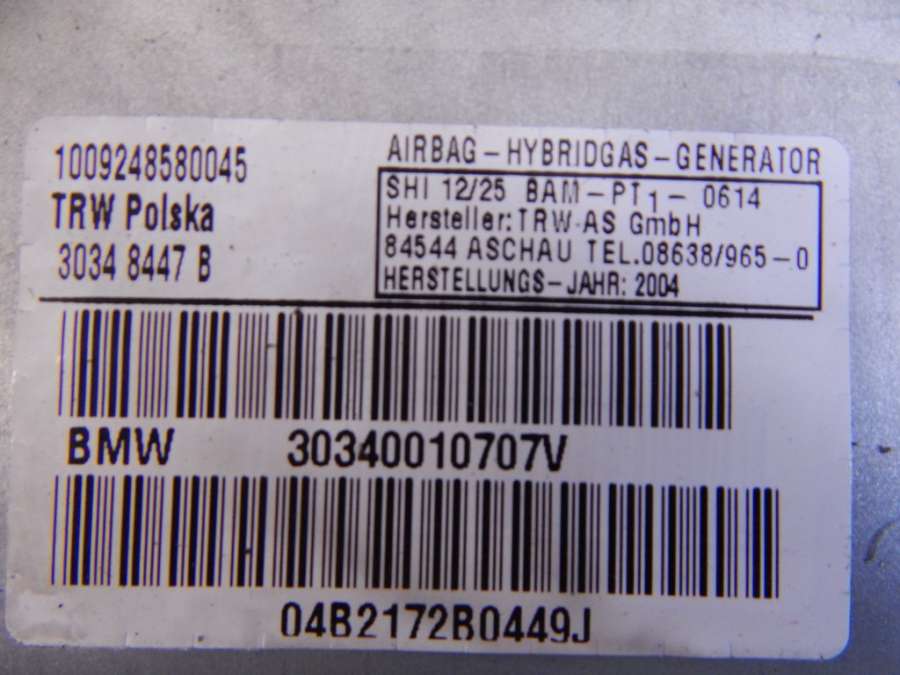 1009248580045
TRW Polska
3034 8447 B
AIRBAG-HYBRIDGAS-GENERATOR
SHI 12/25 BAM-PT1-0614
Hersteller: TRW-AS GmbH
84544 ASCHAU TEL.08638/965-0
HERSTELLUNGS-JAHR: 2004
BMW 30340010707V
04B2172B0449J